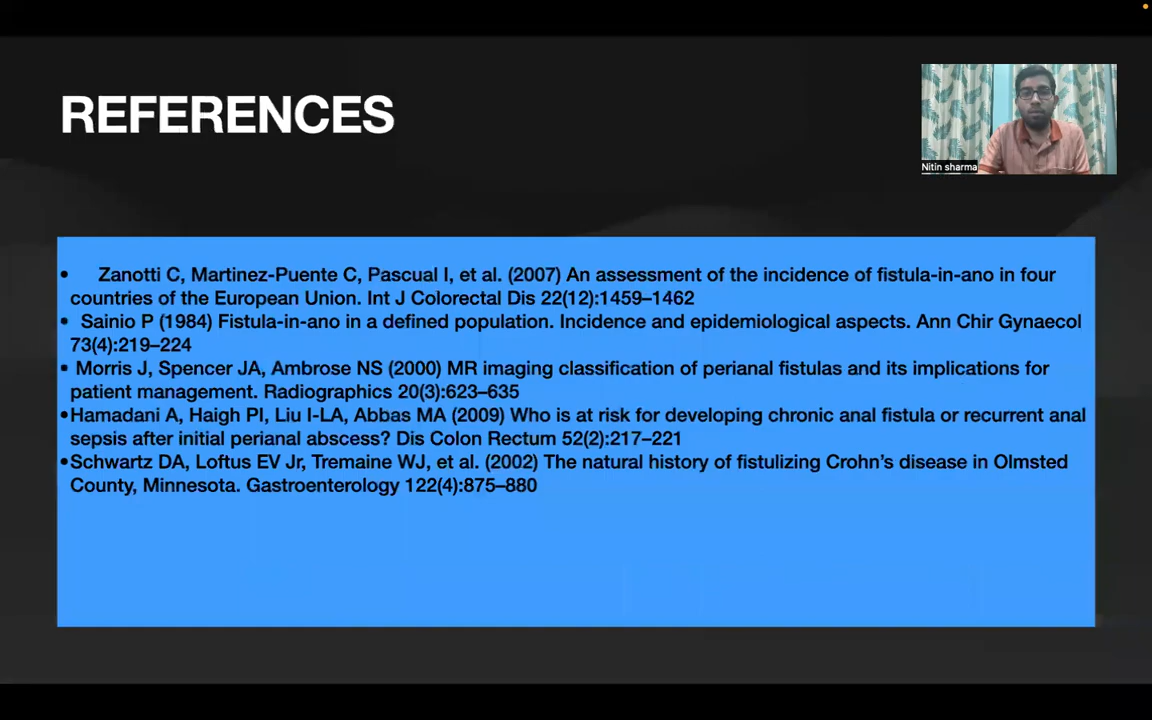 REFERENCES
Nitin sharma
• Zanotti C, Martinez-Puente C, Pascual I, et al. (2007) An assessment of the incidence of fistula-in-ano in four
countries of the European Union. Int J Colorectal Dis 22(12):1459–1462
• Sainio P (1984) Fistula-in-ano in a defined population. Incidence and epidemiological aspects. Ann Chir Gynaecol
73(4):219–224
• Morris J, Spencer JA, Ambrose NS (2000) MR imaging classification of perianal fistulas and its implications for
patient management. Radiographics 20(3):623–635
•Hamadani A, Haigh PI, Liu I-LA, Abbas MA (2009) Who is at risk for developing chronic anal fistula or recurrent anal
sepsis after initial perianal abscess? Dis Colon Rectum 52(2):217–221
•Schwartz DA, Loftus EV Jr, Tremaine WJ, et al. (2002) The natural history of fistulizing Crohn’s disease in Olmsted
County, Minnesota. Gastroenterology 122(4):875–880